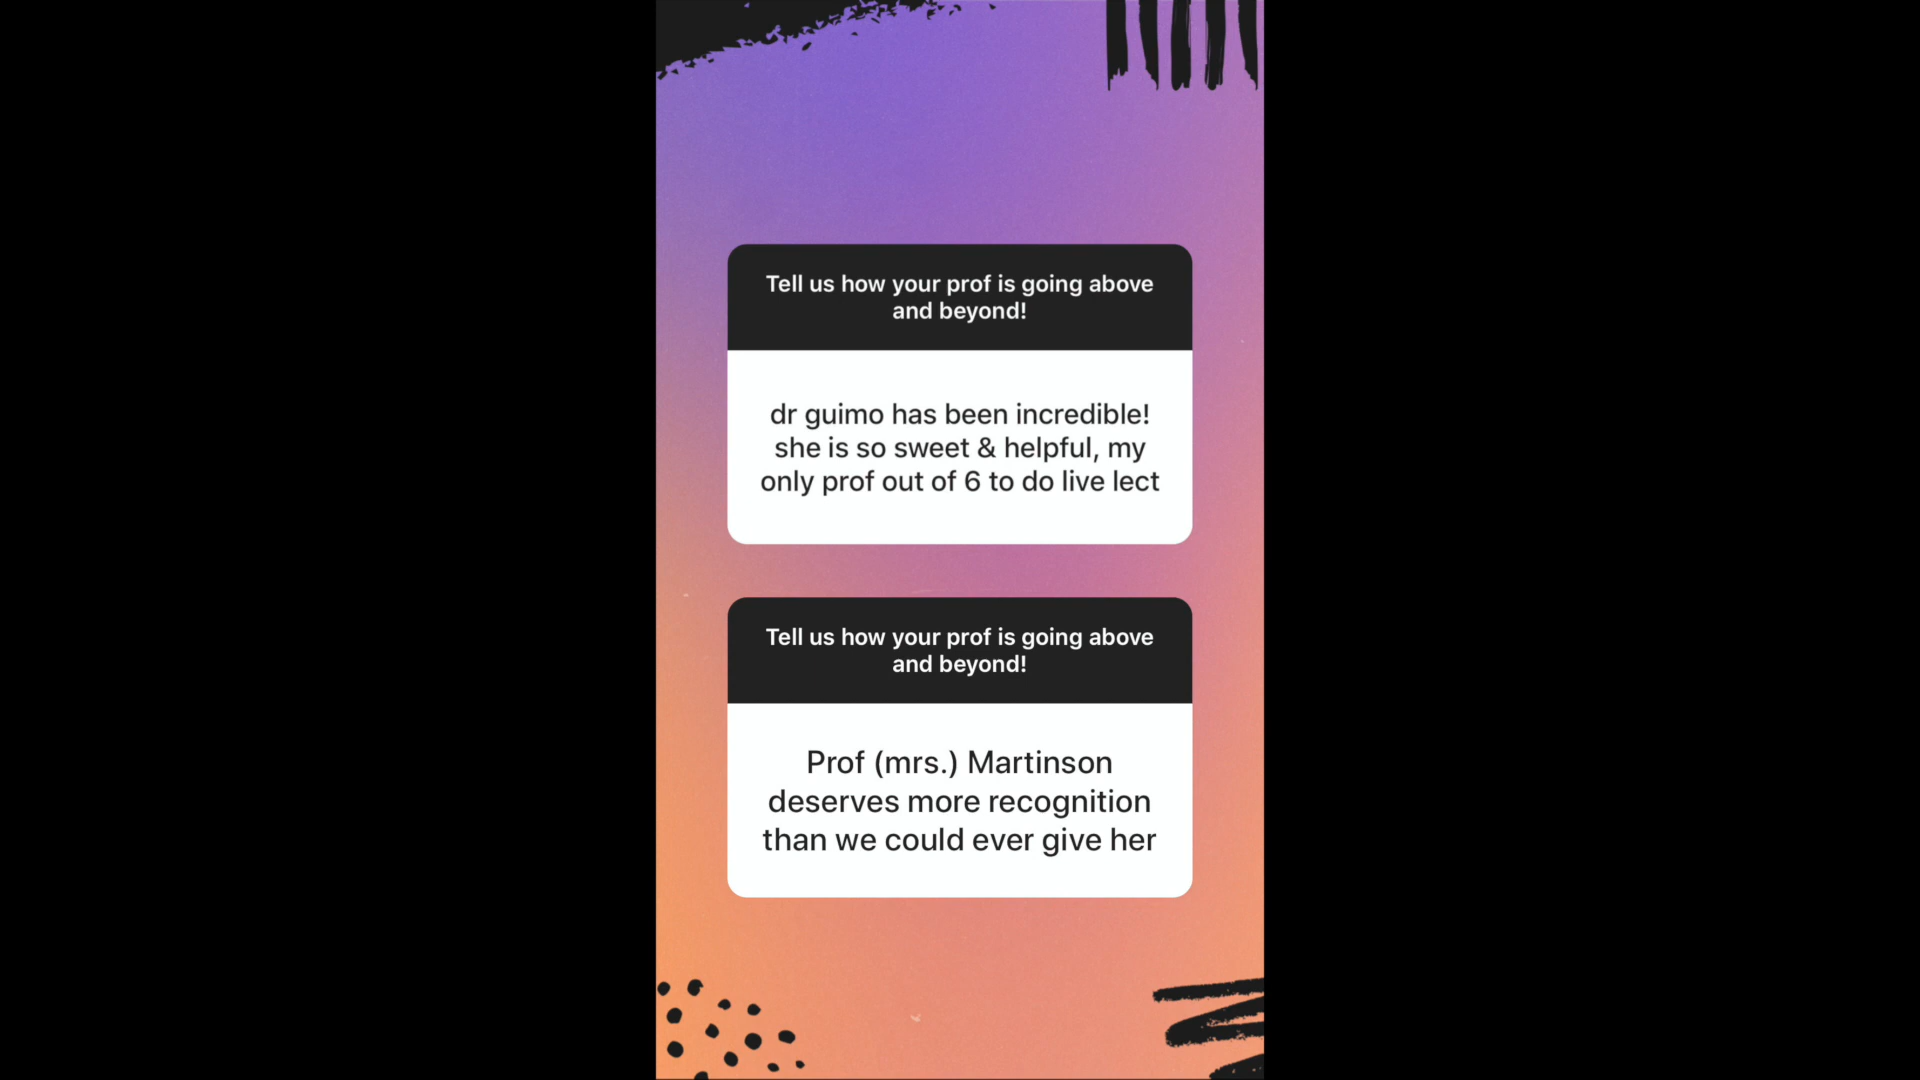 Tell us how your prof is going above
and beyond!
dr guimo has been incredible!
she is so sweet & helpful, my
only prof out of 6 to do live lect
Tell us how your prof is going above
and beyond!
Prof (mrs.) Martinson
deserves more recognition
than we could ever give her